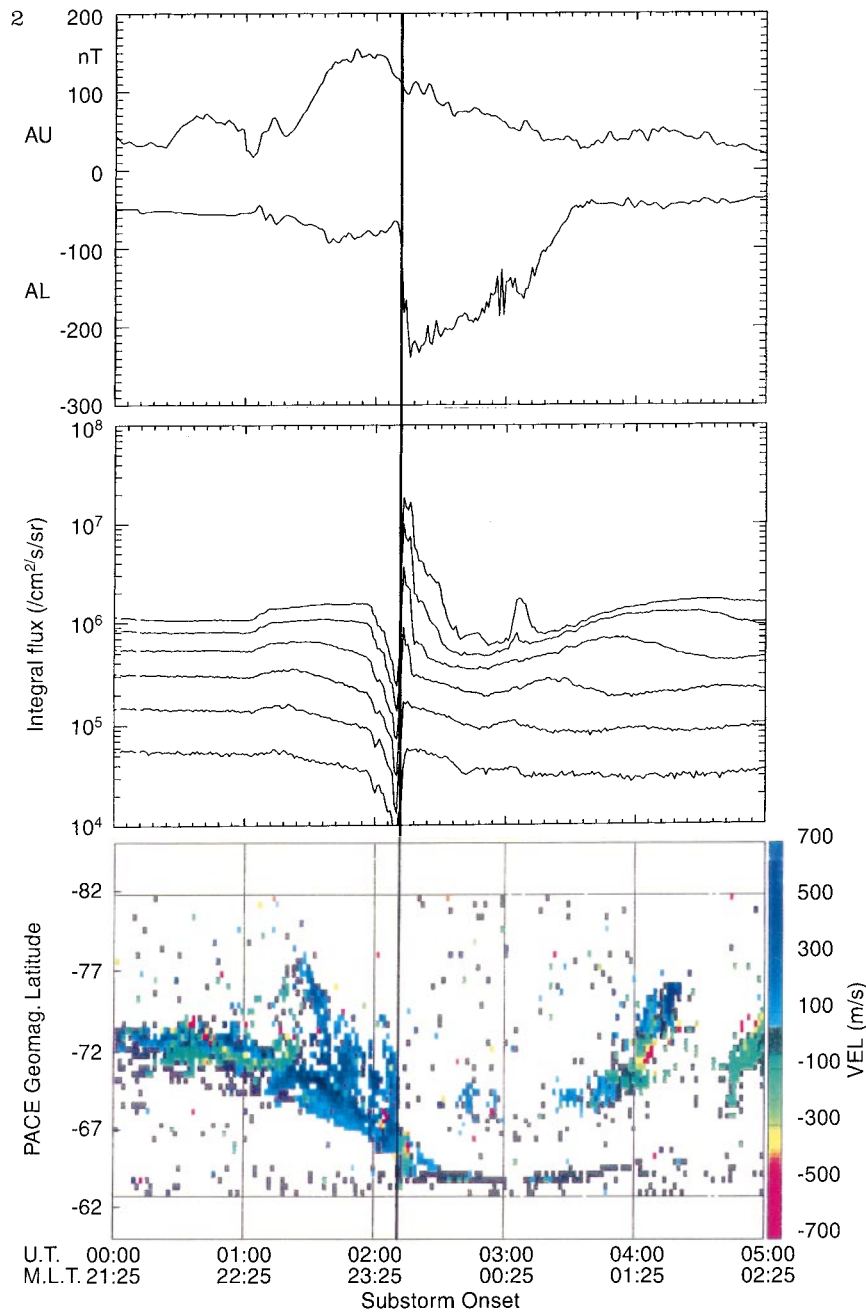 2
200
nT
100
AU
0
-100
AL
-200
-300
10^8
10^7
10^6
10^5
10^4
Integral flux (/cm^2/s/sr)
-82
-77
-72
-67
-62
PACE Geomag. Latitude
700
500
300
100
-100
-300
-500
-700
VEL (m/s)
U.T. 00:00 01:00 02:00 03:00 04:00 05:00
M.L.T. 21:25 22:25 23:25 00:25 01:25 02:25
Substorm Onset